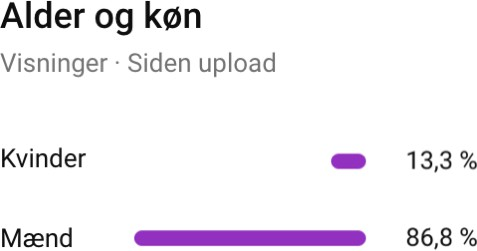 Alder og køn
Visninger · Siden upload
Kvinder 13,3 %
Mænd 86,8 %